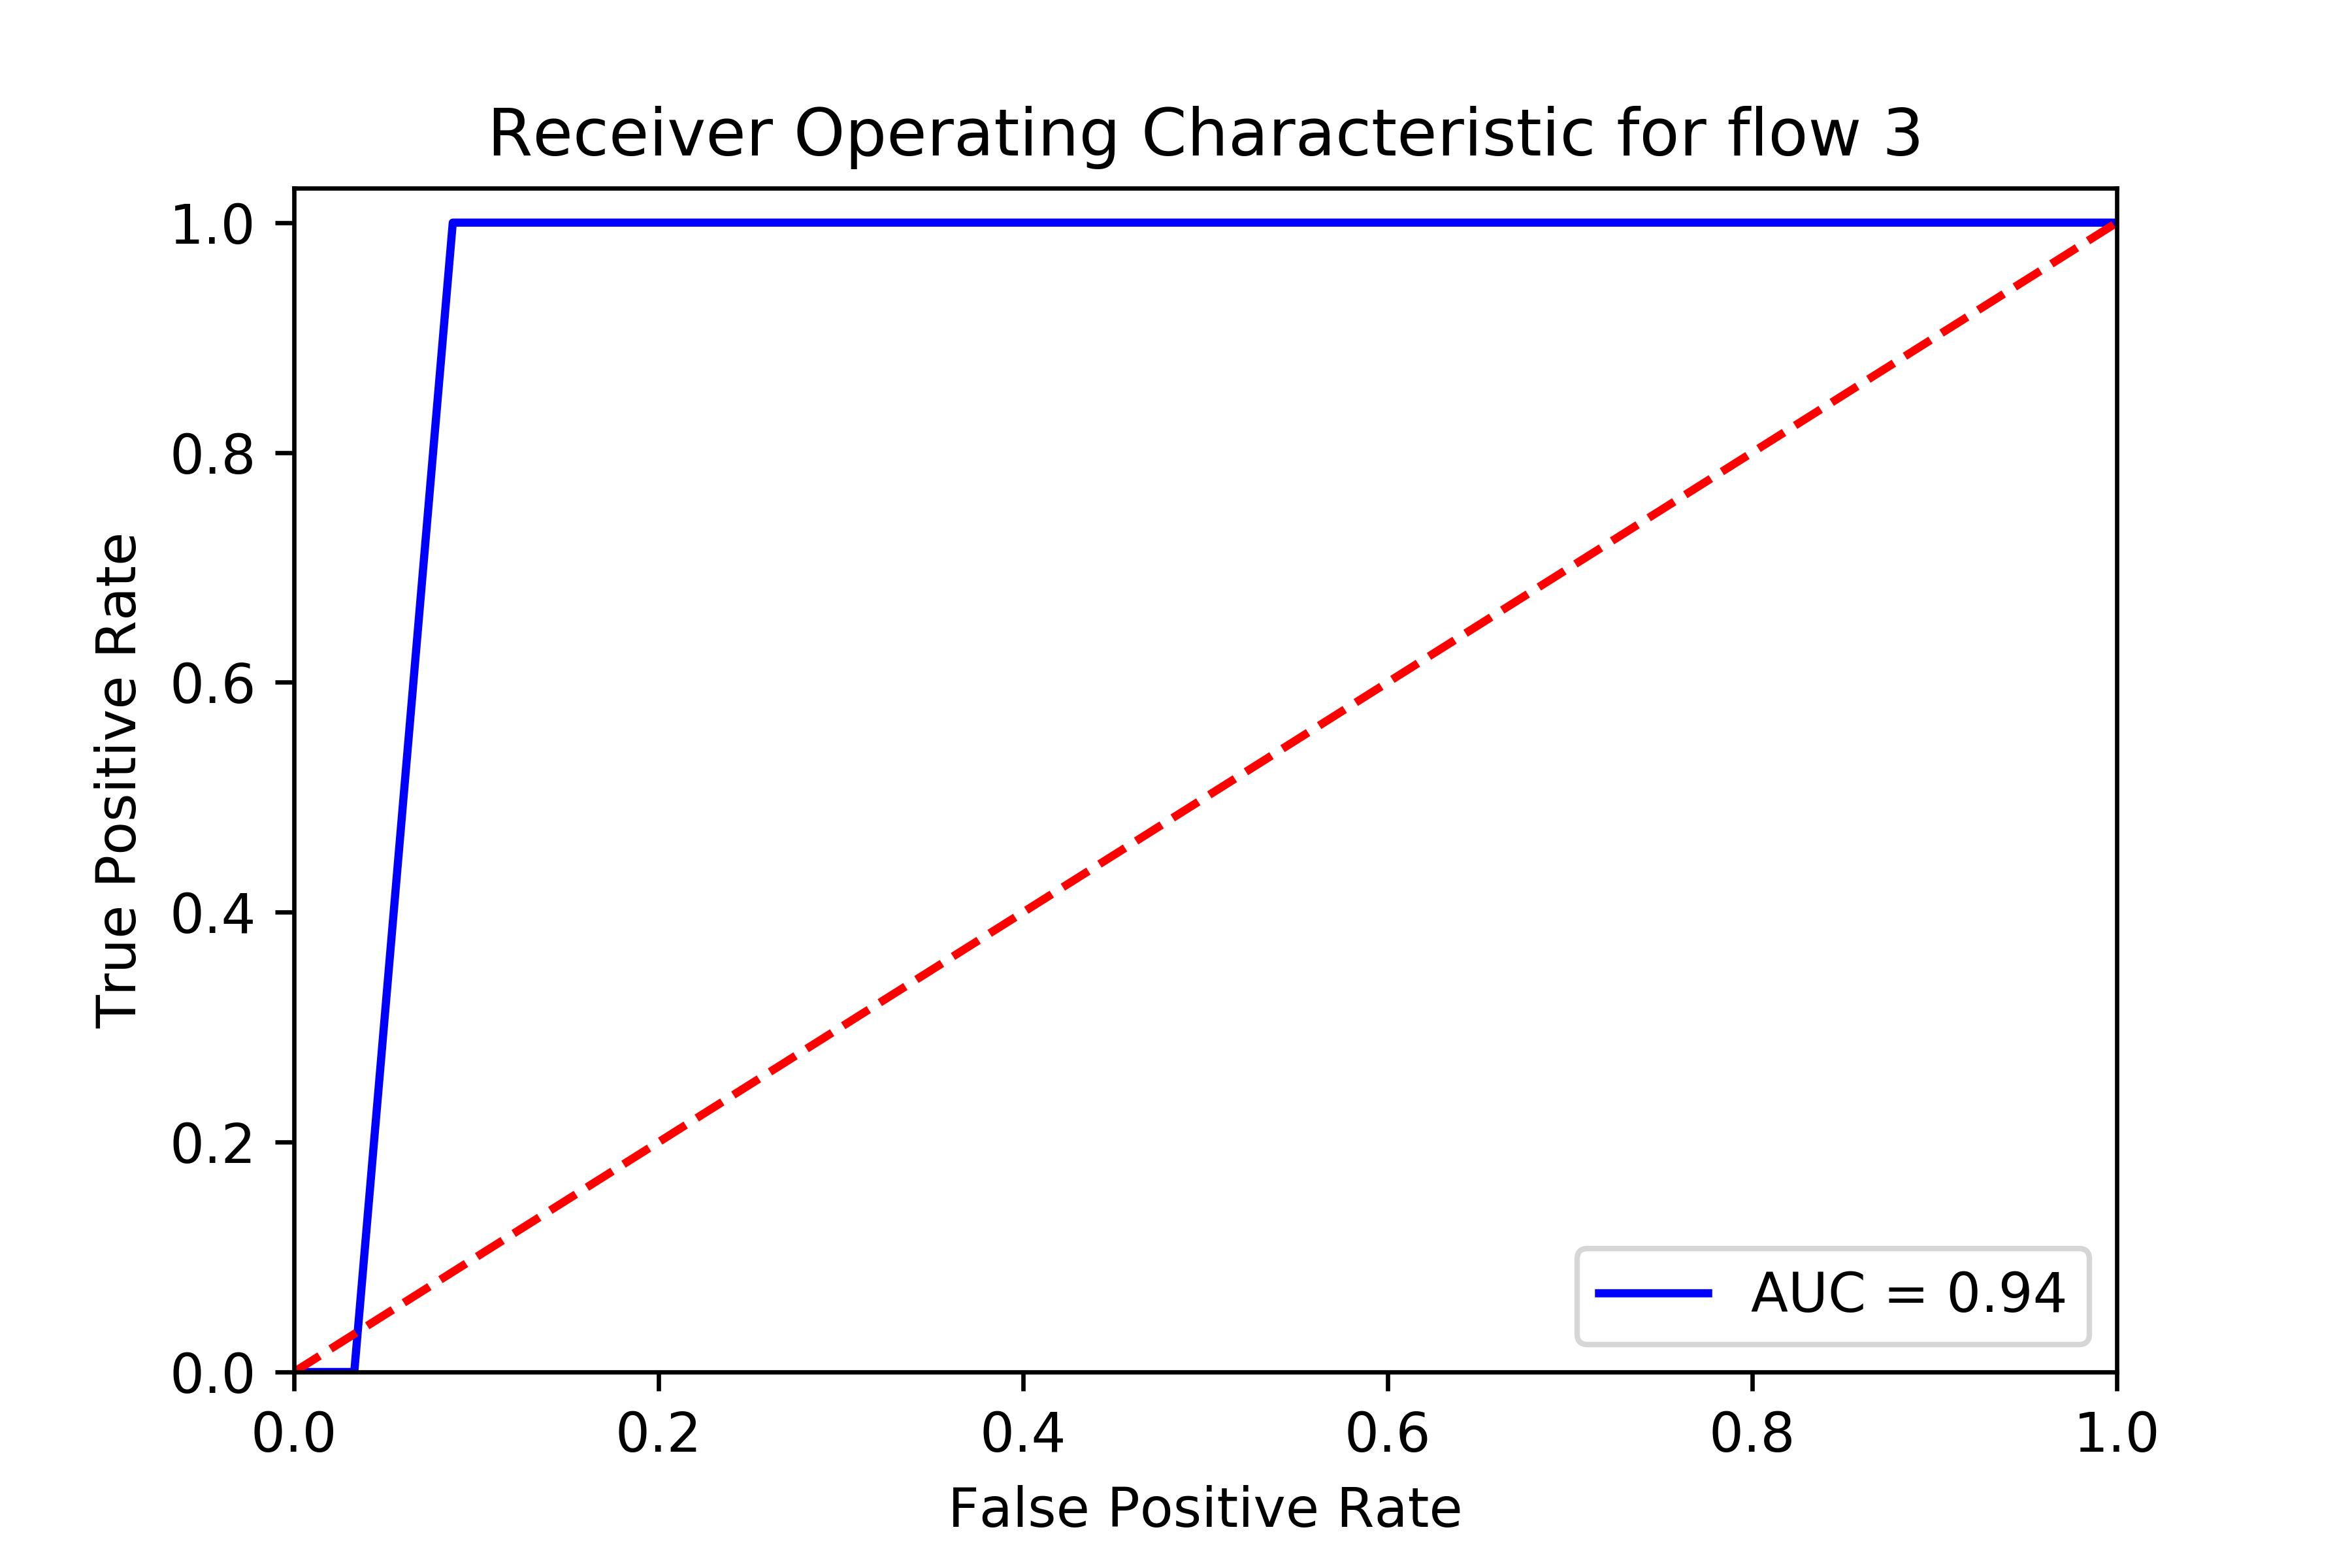 Receiver Operating Characteristic for flow 3
1.0
0.8
0.6
0.4
0.2
0.0
True Positive Rate
AUC = 0.94
0.0 0.2 0.4 0.6 0.8 1.0
False Positive Rate